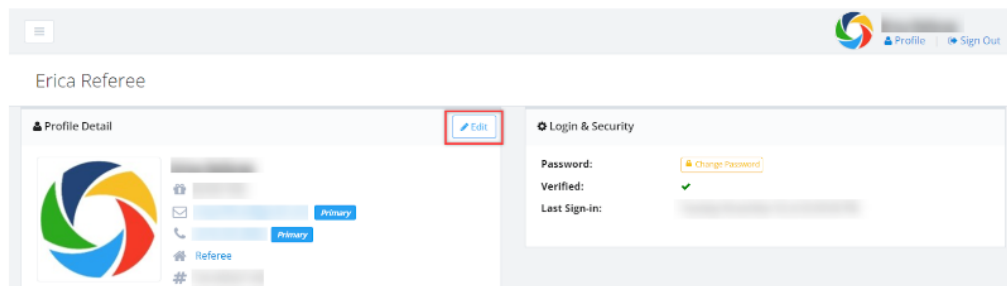 Profile | Sign Out
Erica Referee
Profile Detail
Edit
Primary
Primary
Referee
#
Login & Security
Password:
Change Password
Verified:
Last Sign-in: